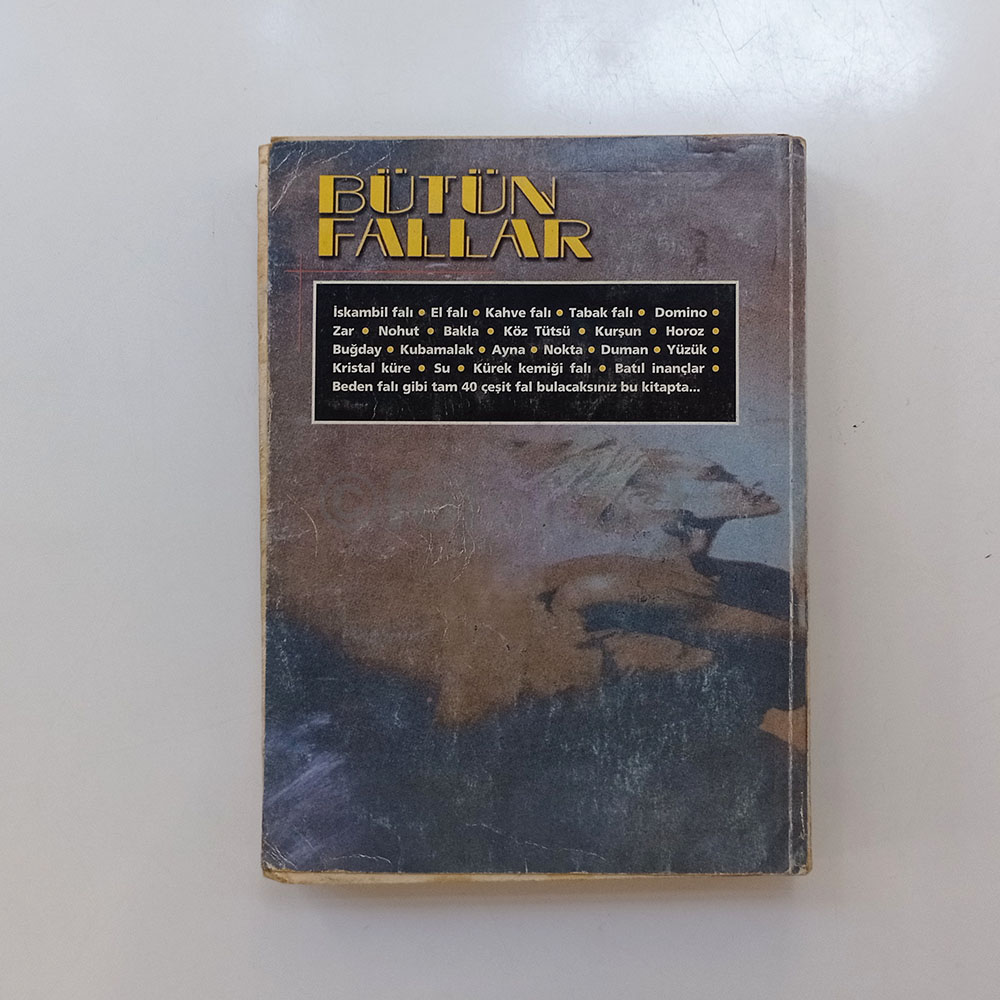 BÜTÜN
FALLAR
İskambil falı • El falı • Kahve falı • Tabak falı • Domino •
Zar • Nohut • Bakla • Köz Tütsü • Kurşun • Horoz •
Buğday • Kubamalak • Ayna • Nokta • Duman • Yüzük •
Kristal küre • Su • Kürek kemiği falı • Batıl inançlar •
Beden falı gibi tam 40 çeşit fal bulacaksınız bu kitapta...